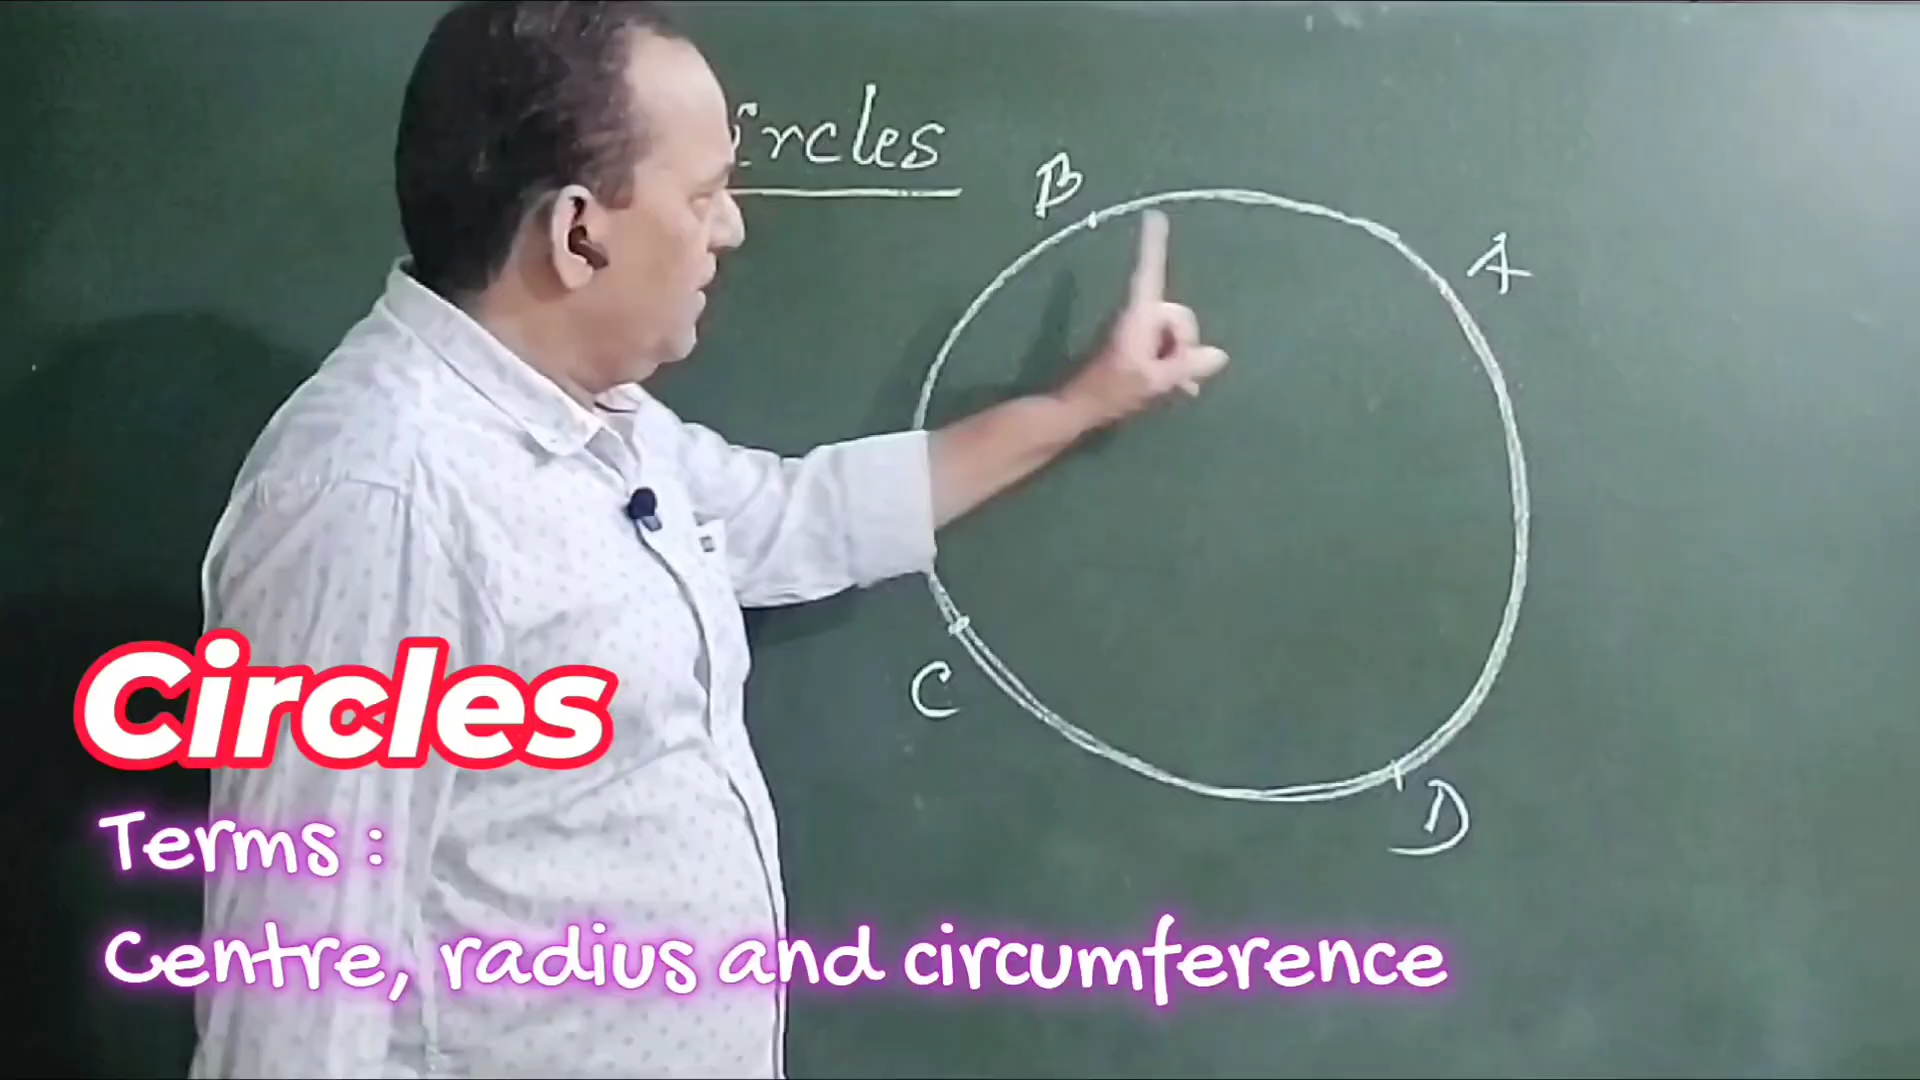 ircles
B
A
C
D
Circles
Terms :
Centre, radius and circumference